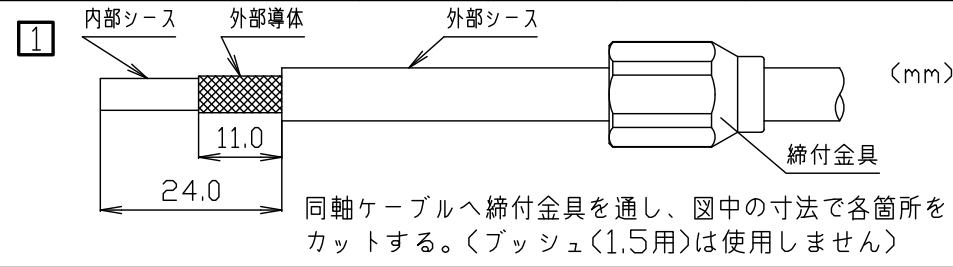 1
内部シース 外部導体 外部シース
(mm)
11.0
締付金具
24.0
同軸ケーブルへ締付金具を通し、図中の寸法で各箇所を
カットする。(ブッシュ(1.5用)は使用しません)